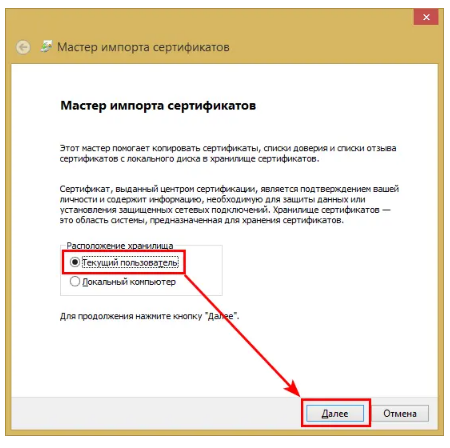 Мастер импорта сертификатов
Мастер импорта сертификатов
Этот мастер помогает копировать сертификаты, списки доверия и списки отзыва
сертификатов с локального диска в хранилище сертификатов.
Сертификат, выданный центром сертификации, является подтверждением вашей
личности и содержит информацию, необходимую для защиты данных или
установления защищенных сетевых подключений. Хранилище сертификатов —
это область системы, предназначенная для хранения сертификатов.
Расположение хранилища
Текущий пользователь
Локальный компьютер
Для продолжения нажмите кнопку "Далее".
Далее
Отмена